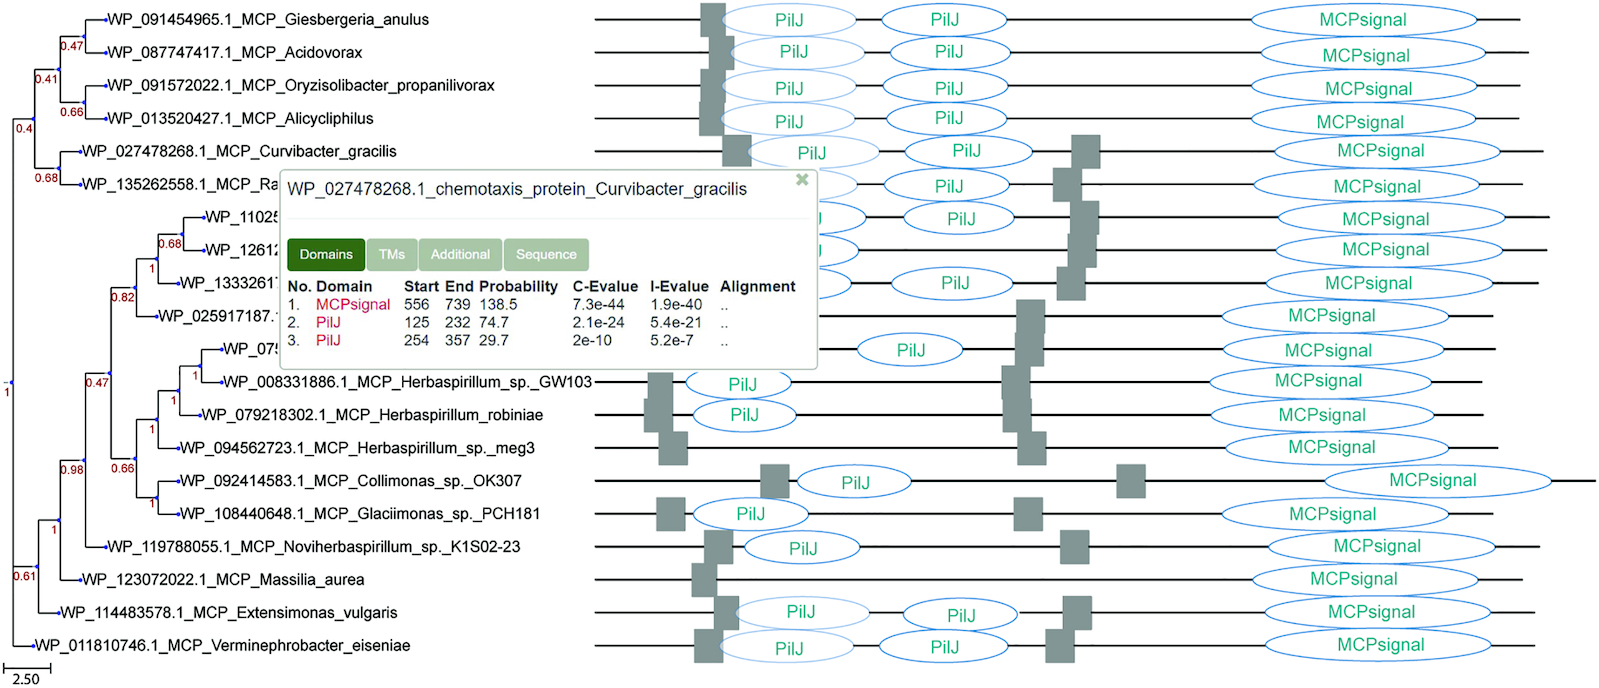 WP_091454965.1_MCP_Giesbergeria_anulus PilJ PilJ MCPsignal
0.47
WP_087747417.1_MCP_Acidovorax PilJ PilJ MCPsignal
0.41
WP_091572022.1_MCP_Oryzisolibacter_propanilivorax PilJ PilJ MCPsignal
0.66
WP_013520427.1_MCP_Alicycliphilus PilJ PilJ MCPsignal
0.4
WP_027478268.1_MCP_Curvibacter_gracilis PilJ PilJ MCPsignal
0.68
WP_135262558.1_MCP_Ra PilJ MCPsignal
WP_027478268.1_chemotaxis_protein_Curvibacter_gracilis
WP_1102 PilJ MCPsignal
0.68
WP_1261 MCPsignal
1
Domains TMs Additional Sequence
WP_1333261 PilJ MCPsignal
0.82
No. Domain Start End Probability C-Evalue I-Evalue Alignment
1. MCPsignal 556 739 138.5 7.3e-44 1.9e-40 ..
2. PilJ 125 232 74.7 2.1e-24 5.4e-21 ..
3. PilJ 254 357 29.7 2e-10 5.2e-7 ..
WP_025917187. MCPsignal
WP_07 PilJ MCPsignal
1
0.47
1
WP_008331886.1_MCP_Herbaspirillum_sp._GW103 PilJ MCPsignal
1
WP_079218302.1_MCP_Herbaspirillum_robiniae PilJ MCPsignal
1
WP_094562723.1_MCP_Herbaspirillum_sp._meg3 MCPsignal
0.66
0.98
WP_092414583.1_MCP_Collimonas_sp._OK307 PilJ MCPsignal
1
WP_108440648.1_MCP_Glaciimonas_sp._PCH181 PilJ MCPsignal
1
WP_119788055.1_MCP_Noviherbaspirillum_sp._K1S02-23 PilJ MCPsignal
0.61
WP_123072022.1_MCP_Massilia_aurea MCPsignal
WP_114483578.1_MCP_Extensimonas_vulgaris PilJ PilJ MCPsignal
WP_011810746.1_MCP_Verminephrobacter_eiseniae PilJ PilJ MCPsignal
2.50